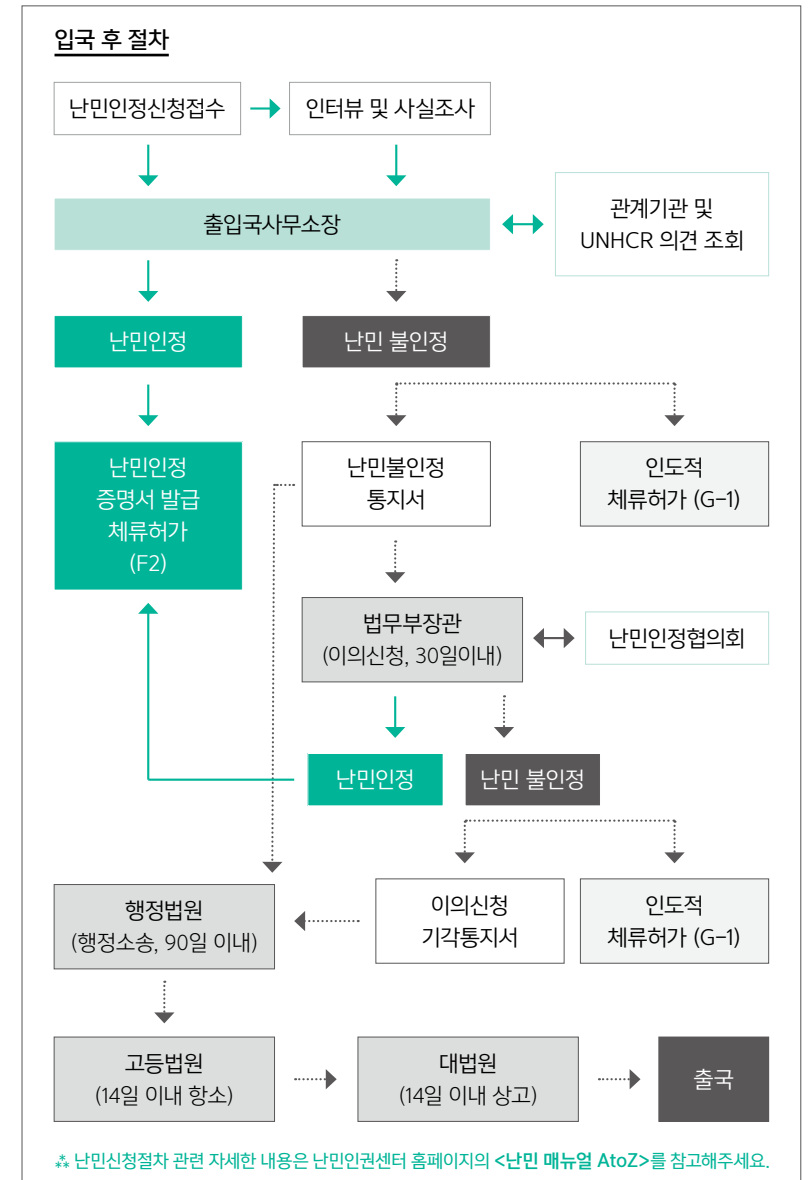 입국 후 절차
난민인정신청접수
인터뷰 및 사실조사
출입국사무소장
관계기관 및
UNHCR 의견 조회
난민인정
난민 불인정
난민인정
증명서 발급
체류허가
(F2)
난민불인정
통지서
인도적
체류허가 (G-1)
법무부장관
(이의신청, 30일이내)
난민인정협의회
난민인정
난민 불인정
행정법원
(행정소송, 90일 이내)
이의신청
기각통지서
인도적
체류허가 (G-1)
고등법원
(14일 이내 항소)
대법원
(14일 이내 상고)
출국
⁂ 난민신청절차 관련 자세한 내용은 난민인권센터 홈페이지의 <난민 매뉴얼 AtoZ>를 참고해주세요.